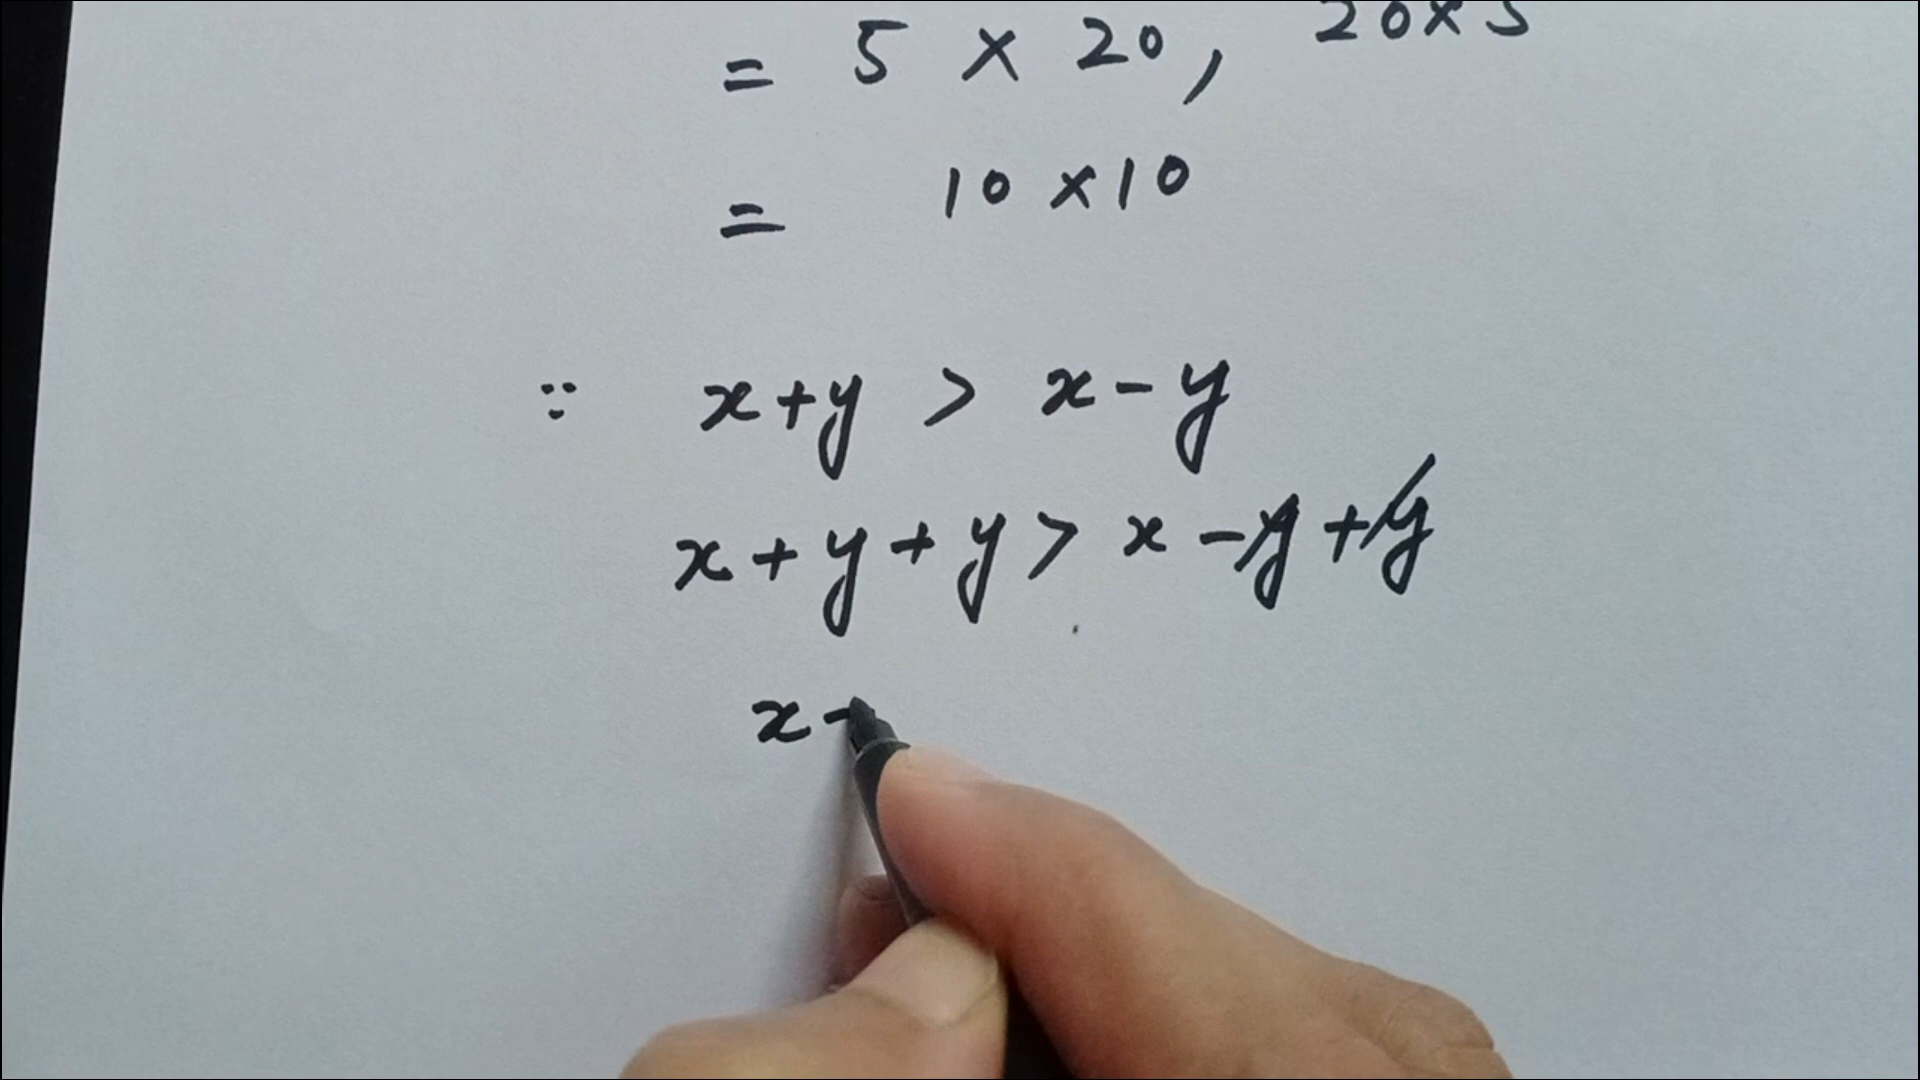 = 5 × 20, 20×5
= 10 ×10
∵ x+y > x-y
x+y+y > x-y+y
x-